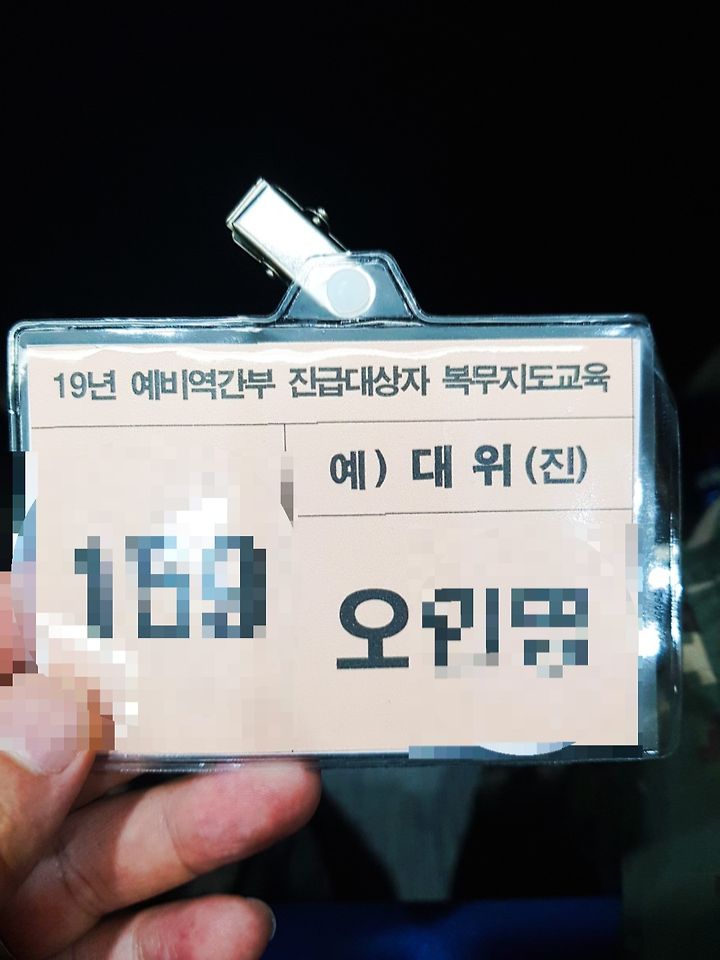 19년 예비역간부 진급대상자 복무지도교육
예) 대 위 (진)
오